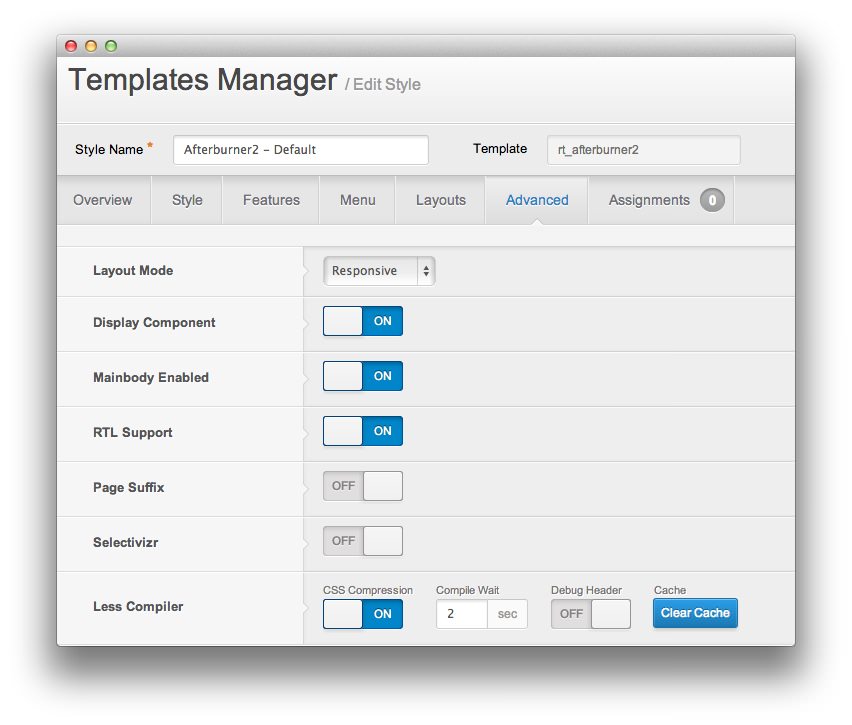 Templates Manager / Edit Style
Style Name * Afterburner2 – Default Template rt_afterburner2
Overview Style Features Menu Layouts Advanced Assignments 0
Layout Mode Responsive
Display Component ON
Mainbody Enabled ON
RTL Support ON
Page Suffix OFF
Selectivizr OFF
CSS Compression Compile Wait Debug Header Cache
Less Compiler ON 2 sec OFF Clear Cache